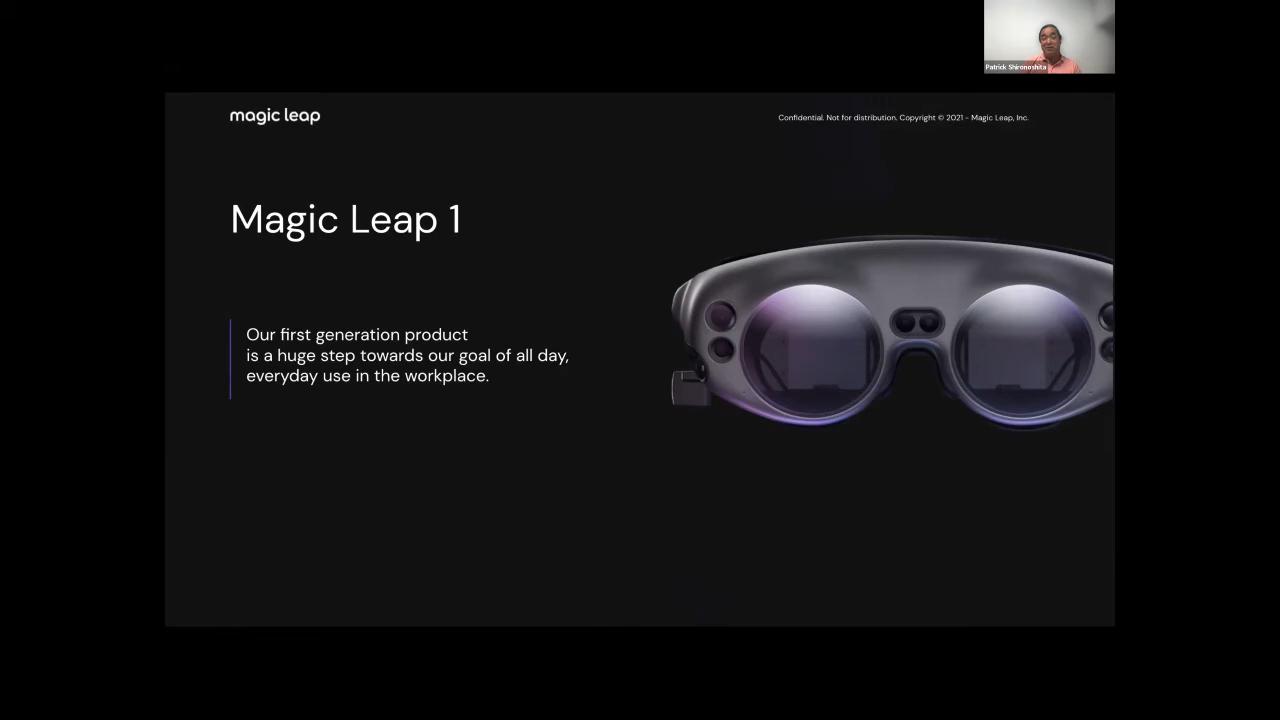 Patrick Shironoshita
magic leap
Confidential. Not for distribution. Copyright © 2021 - Magic Leap, Inc.
Magic Leap 1
Our first generation product
is a huge step towards our goal of all day,
everyday use in the workplace.